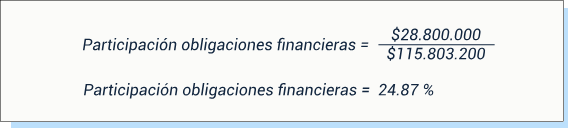 Participación obligaciones financieras = $28.800.000
$115.803.200
Participación obligaciones financieras = 24.87 %